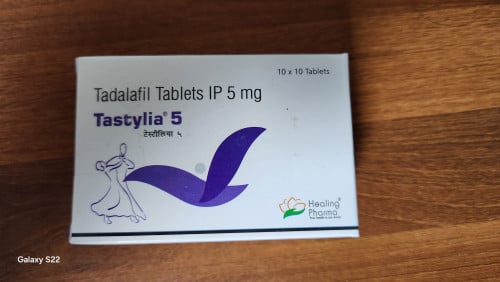 10 x 10 Tablets
Tadalafil Tablets IP 5 mg
Tastylia® 5
टेस्टीलिया ५
Healing®
Pharma
Galaxy S22